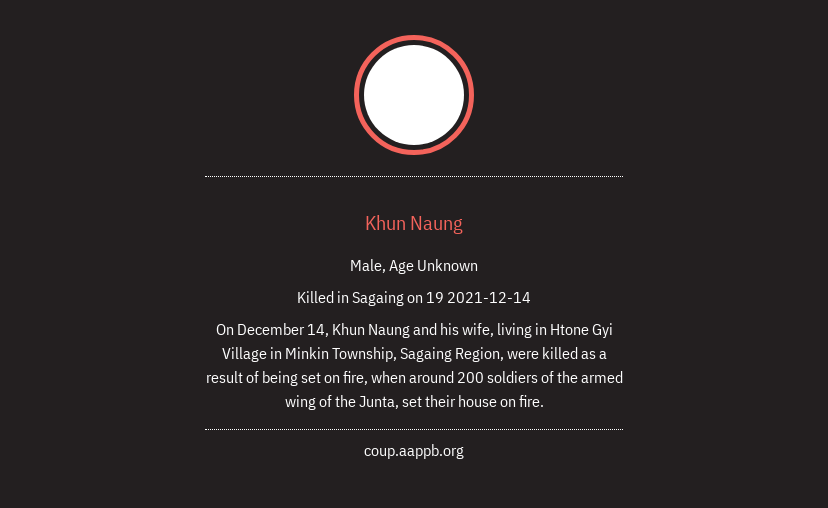 Khun Naung
Male, Age Unknown
Killed in Sagaing on 19 2021-12-14
On December 14, Khun Naung and his wife, living in Htone Gyi
Village in Minkin Township, Sagaing Region, were killed as a
result of being set on fire, when around 200 soldiers of the armed
wing of the Junta, set their house on fire.
coup.aappb.org